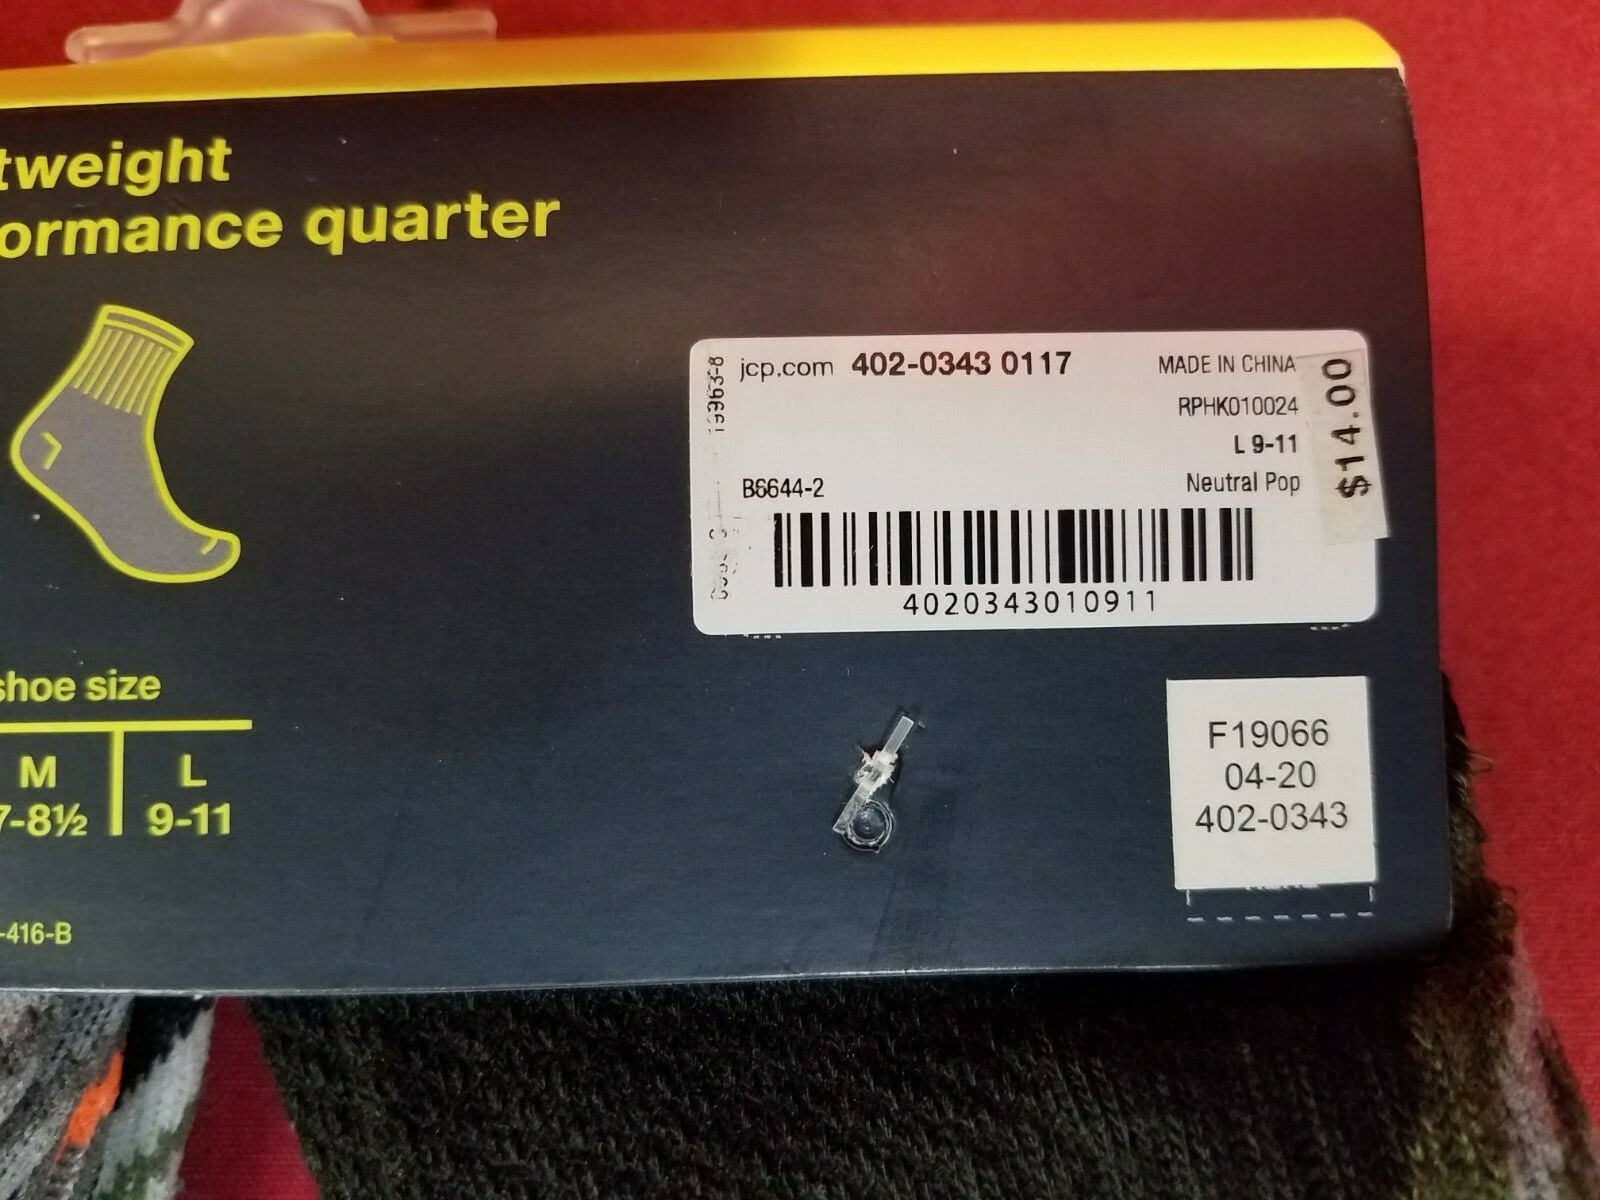 tweight
ormance quarter
jcp.com 402-0343 0117
MADE IN CHINA
RPHK010024
L 9-11
Neutral Pop
B6644-2
$14.00
4020343010911
shoe size
M
L
7-8½
9-11
F19066
04-20
402-0343
-416-B